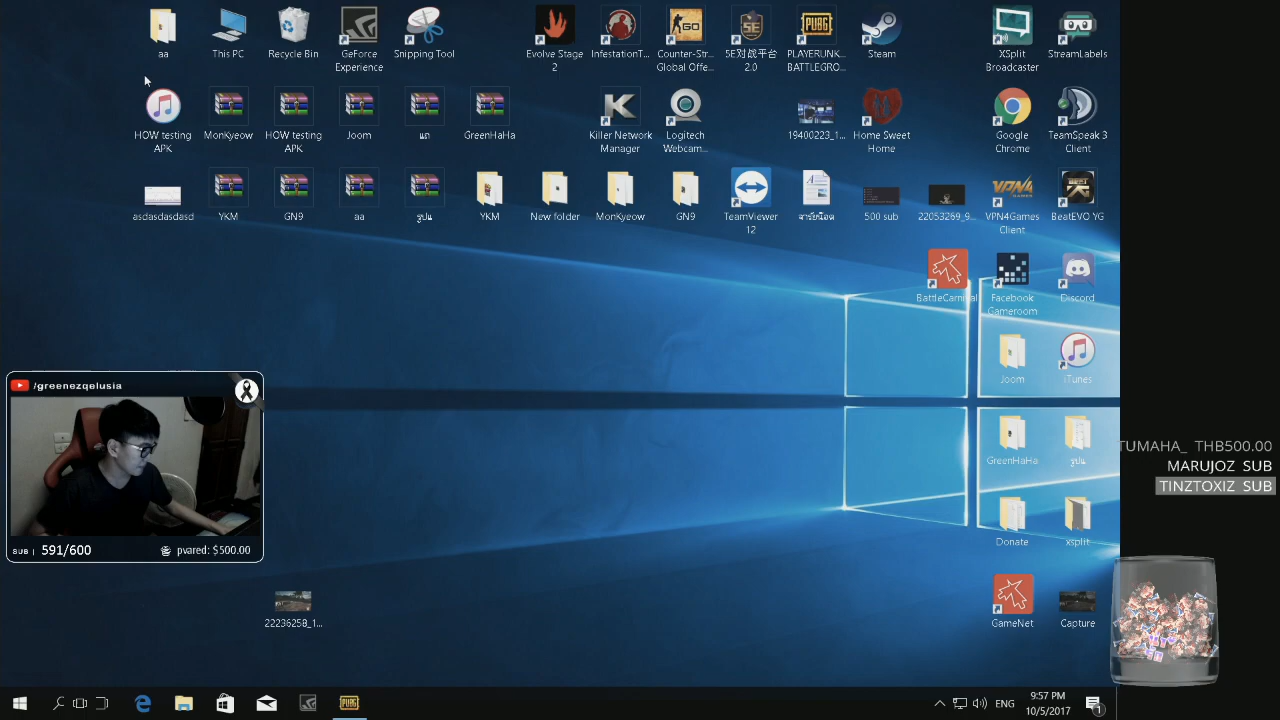 aa
This PC
Recycle Bin
GeForce
Experience
Snipping Tool
Evolve Stage
2
InfestationT...
Counter-Str...
Global Offe...
5E对战平台
2.0
PLAYERUNK...
BATTLEGRO...
Steam
XSplit
Broadcaster
StreamLabels
HOW testing
APK
MonKyeow
HOW testing
APK
Joom
แถ
GreenHaHa
Killer Network
Manager
Logitech
Webcam...
19400223_1...
Home Sweet
Home
Google
Chrome
TeamSpeak 3
Client
asdasdasdasd
YKM
GN9
aa
รูปแ
YKM
New folder
MonKyeow
GN9
TeamViewer
12
500 sub
22053269_9...
VPN4Games
Client
BeatEVO YG
BattleCarnival
Facebook
Gameroom
Discord
Joom
iTunes
/greenezqelusia
SUB | 591/600
pvared: $500.00
GreenHaHa
รูปแ
TUMAHA_ THB500.00
MARUJOZ SUB
TINZTOXIZ SUB
Donate
xsplit
22236258_1...
GameNet
Capture
ENG
9:57 PM
10/5/2017
1